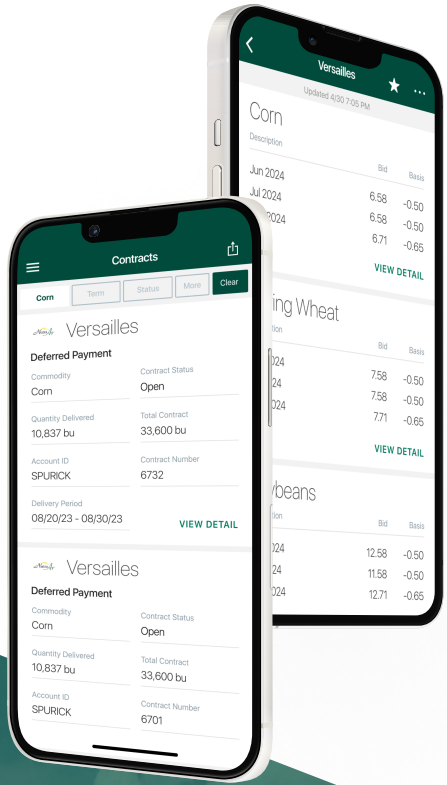 Versailles
Updated 4/30 7:05 PM
Corn
Description
Bid Basis
Jun 2024 6.58 -0.50
Jul 2024 6.58 -0.50
2024 6.71 -0.65
VIEW DETAIL
Wheat
Bid Basis
7.58 -0.50
7.58 -0.50
7.71 -0.65
VIEW DETAIL
Bid Basis
12.58 -0.50
11.58 -0.50
12.71 -0.65
Contracts
Corn Term Status More Clear
Versailles
Deferred Payment
Commodity Contract Status
Corn Open
Quantity Delivered Total Contract
10,837 bu 33,600 bu
Account ID Contract Number
SPURICK 6732
Delivery Period
08/20/23 - 08/30/23 VIEW DETAIL
Versailles
Deferred Payment
Commodity Contract Status
Corn Open
Quantity Delivered Total Contract
10,837 bu 33,600 bu
Account ID Contract Number
SPURICK 6701